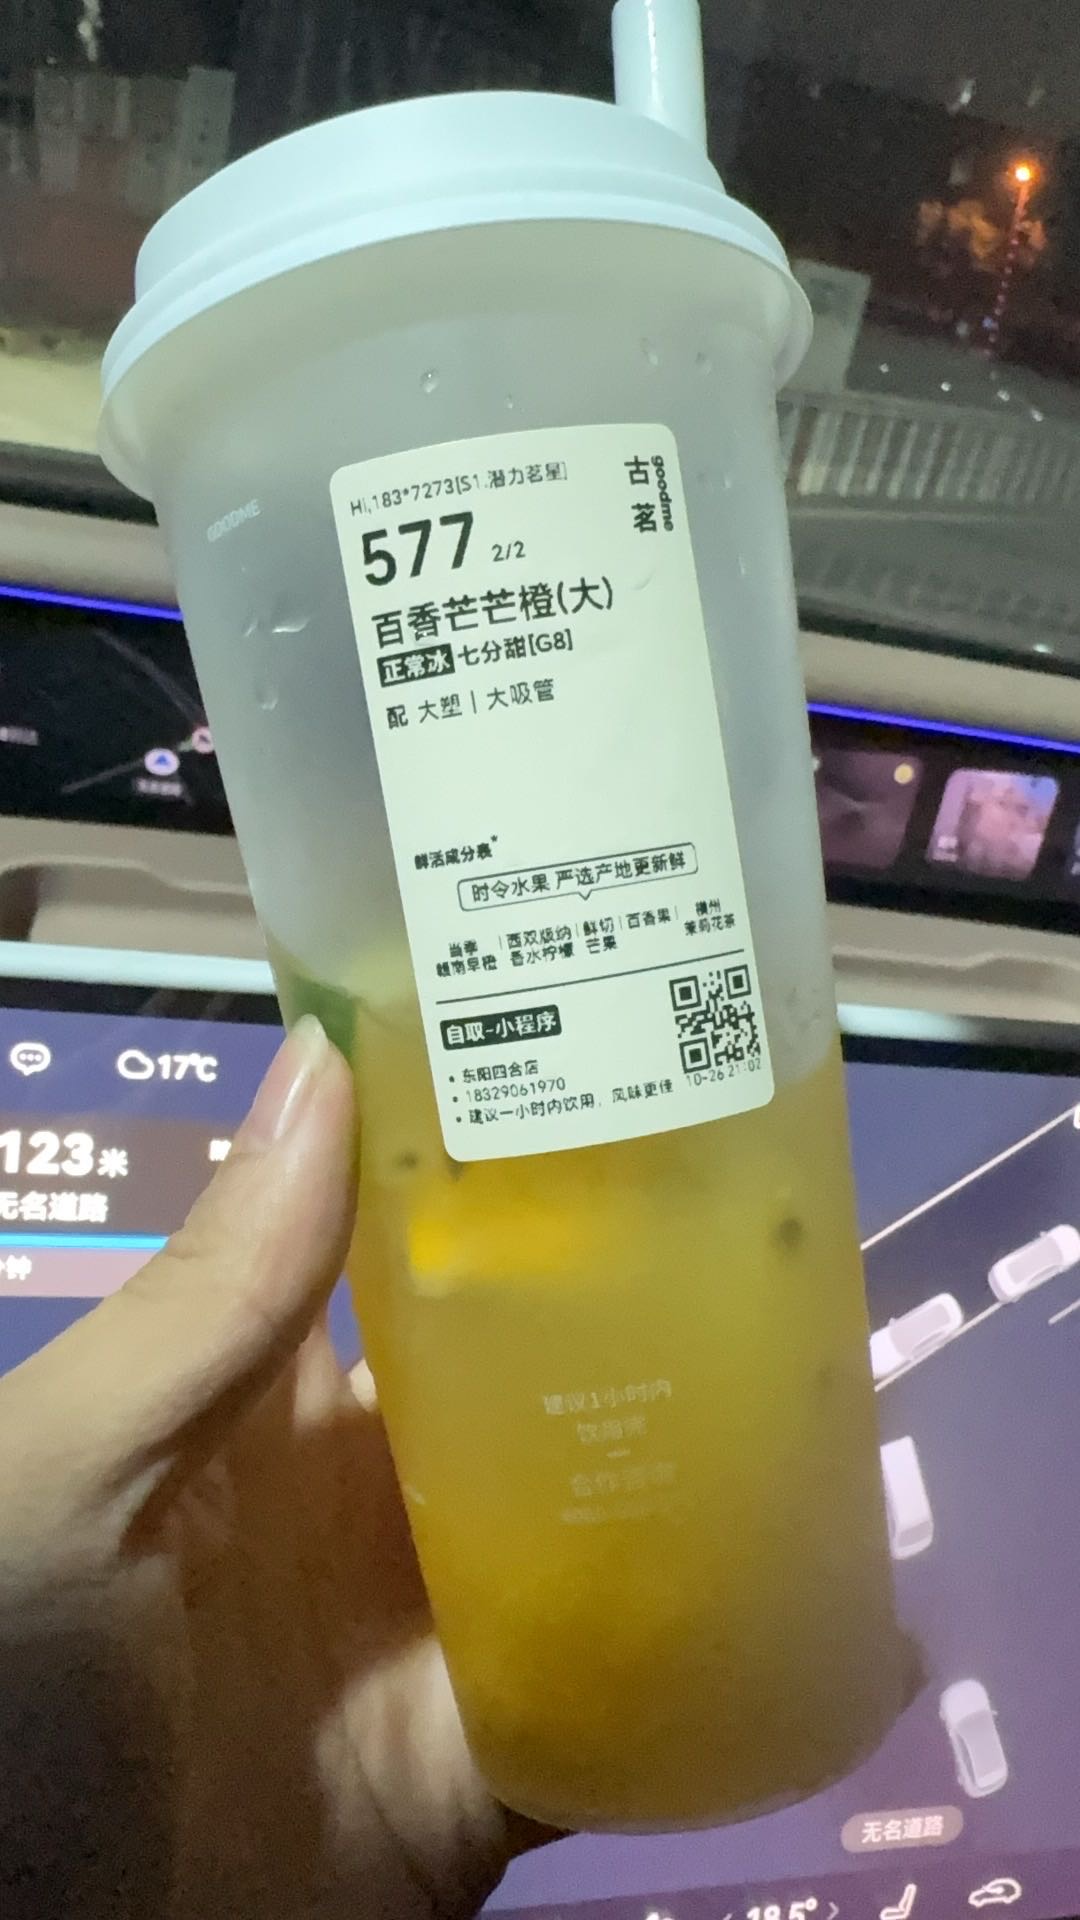 GOODME
Hi,183*7273[S1.潜力茗星]
古茗
goodme
577 2/2
百香芒芒橙(大)
正常冰 七分甜[G8]
配 大塑 | 大吸管
鲜活成分表*
时令水果 严选产地更新鲜
当季 | 西双版纳 | 鲜切 | 百香果 | 横州
赣南早橙 香水柠檬 芒果 茉莉花茶
自取-小程序
• 东阳四合店
• 18329061970
• 建议一小时内饮用，风味更佳
10-26 21:02
17℃
123米
无名道路
建议1小时内
饮用完
无名道路
18.5°